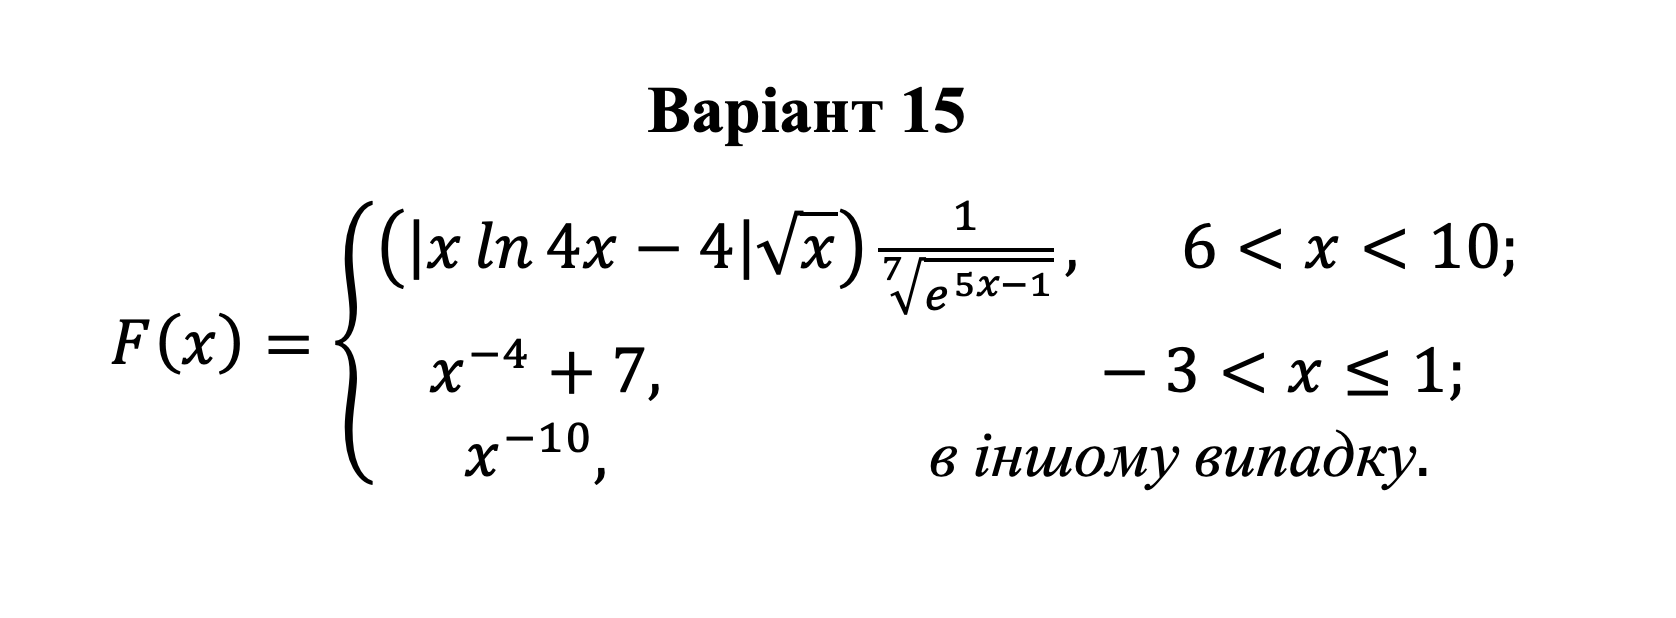 Варіант 15
(|x ln 4x − 4|√x) 1/⁷√e^(5x−1), 6 < x < 10;
F(x) = { x⁻⁴ + 7, − 3 < x ≤ 1;
x⁻¹⁰, в іншому випадку.